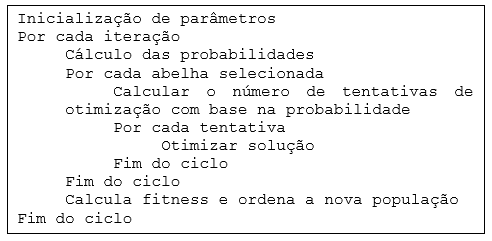 Inicialização de parâmetros
Por cada iteração
Cálculo das probabilidades
Por cada abelha selecionada
Calcular o número de tentativas de
otimização com base na probabilidade
Por cada tentativa
Otimizar solução
Fim do ciclo
Fim do ciclo
Calcula fitness e ordena a nova população
Fim do ciclo